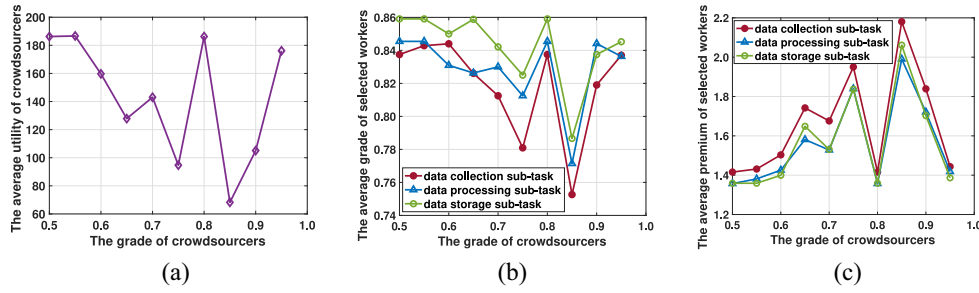 The average utility of crowdsourcers
200
180
160
140
120
100
80
60
0.5 0.6 0.7 0.8 0.9 1.0
The grade of crowdsourcers
(a)
The average grade of selected workers
0.86
0.84
0.82
0.80
0.78
0.76
0.74
data collection sub-task
data processing sub-task
data storage sub-task
0.5 0.6 0.7 0.8 0.9 1.0
The grade of crowdsourcers
(b)
The average premium of selected workers
2.2
2.0
1.8
1.6
1.4
1.2
data collection sub-task
data processing sub-task
data storage sub-task
0.5 0.6 0.7 0.8 0.9 1.0
The grade of crowdsourcers
(c)